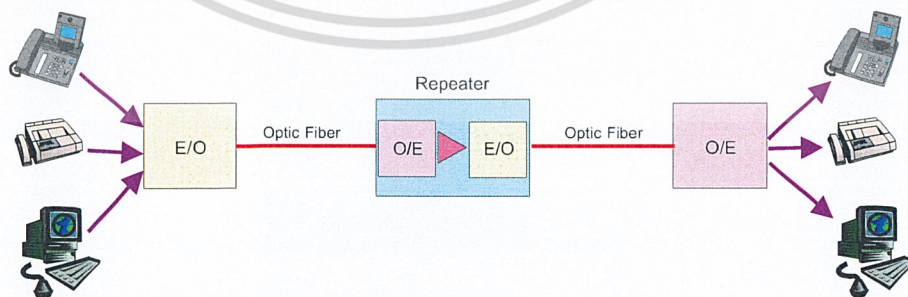 Repeater
E/O
Optic Fiber
O/E
E/O
Optic Fiber
O/E